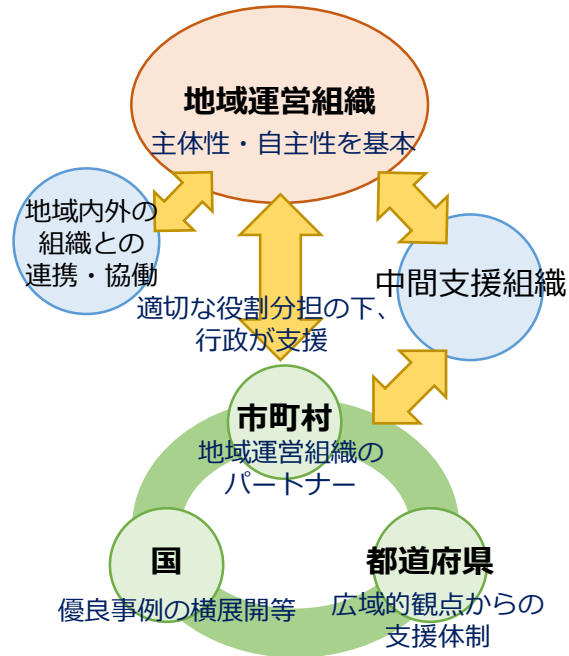 地域運営組織
主体性・自主性を基本
地域内外の
組織との
連携・協働
中間支援組織
適切な役割分担の下、
行政が支援
市町村
地域運営組織の
パートナー
国
優良事例の横展開等
都道府県
広域的観点からの
支援体制